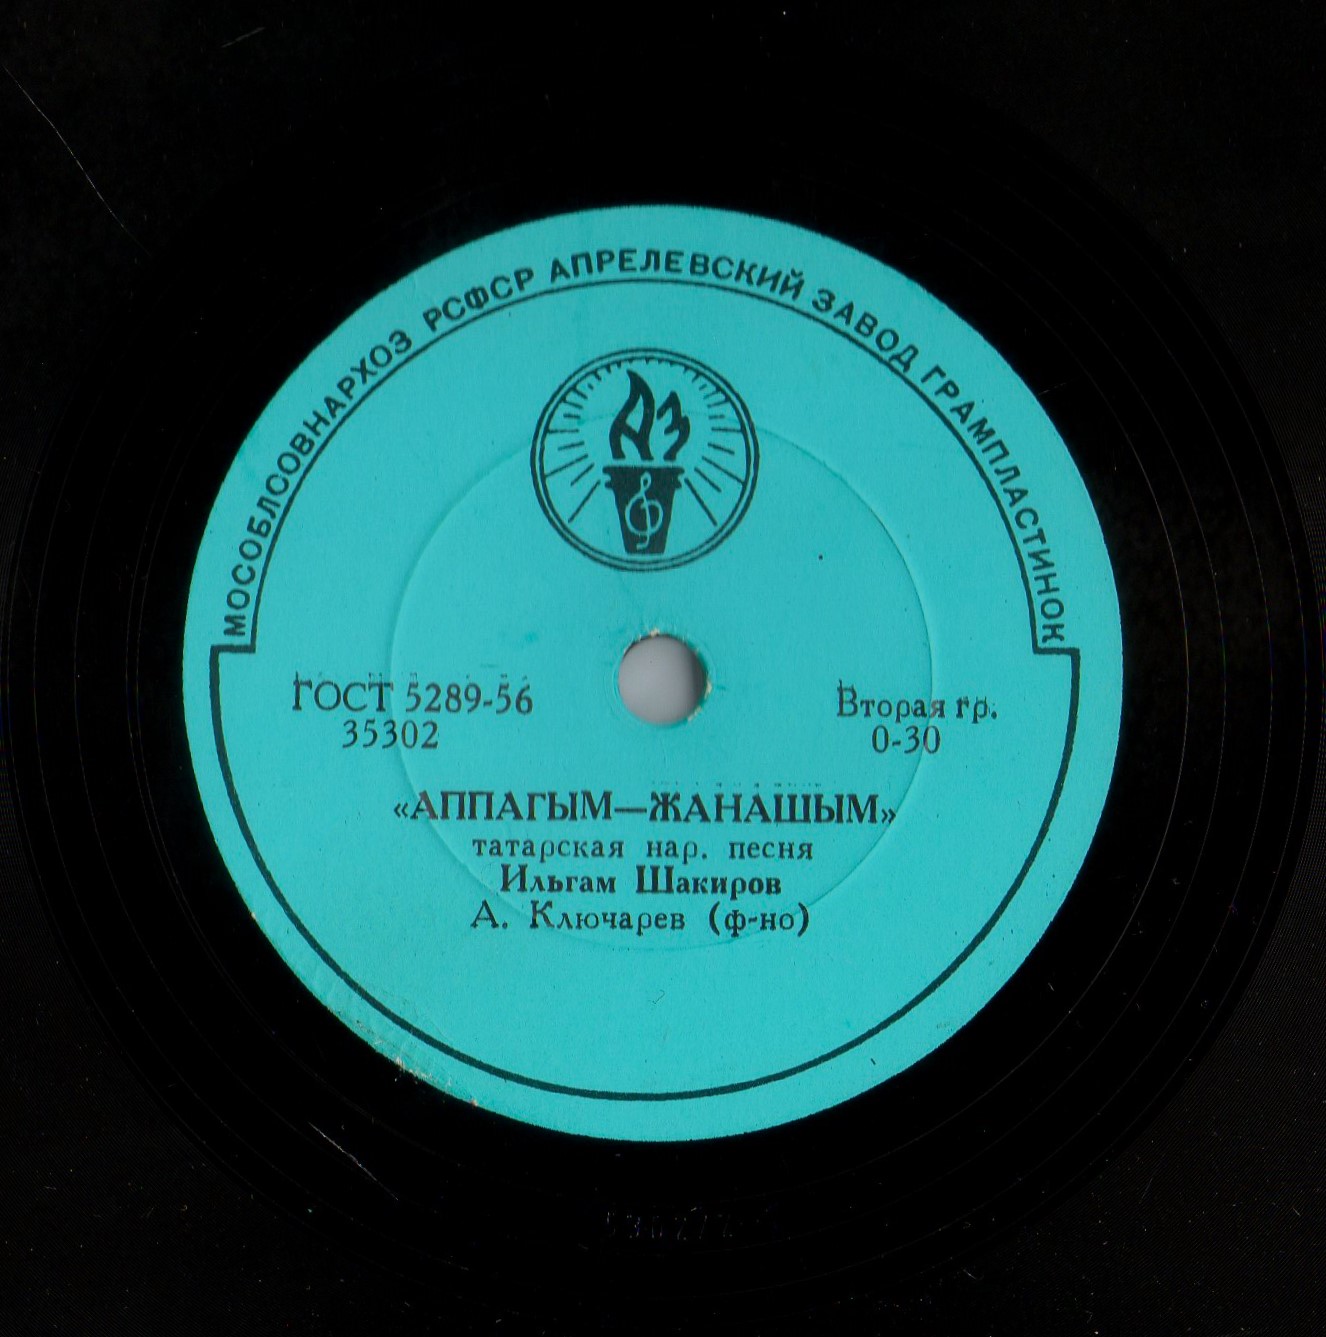 МОСОБЛСОВНАРХОЗ РСФСР АПРЕЛЕВСКИЙ ЗАВОД ГРАМПЛАСТИНОК
АЗ
ГОСТ 5289-56
35302
Вторая гр.
0-30
«АППАГЫМ—ЖАНАШЫМ»
татарская нар. песня
Ильгам Шакиров
А. Ключарев (ф-но)